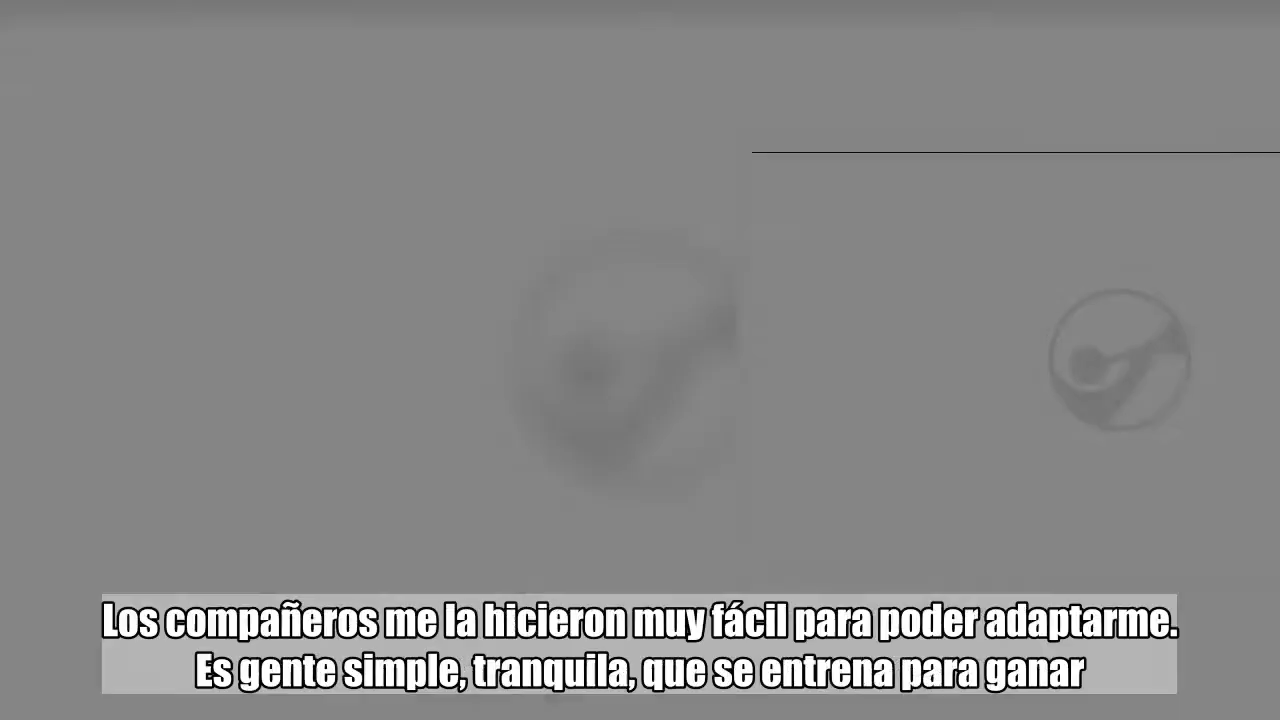 Los compañeros me la hicieron muy fácil para poder adaptarme.
Es gente simple, tranquila, que se entrena para ganar